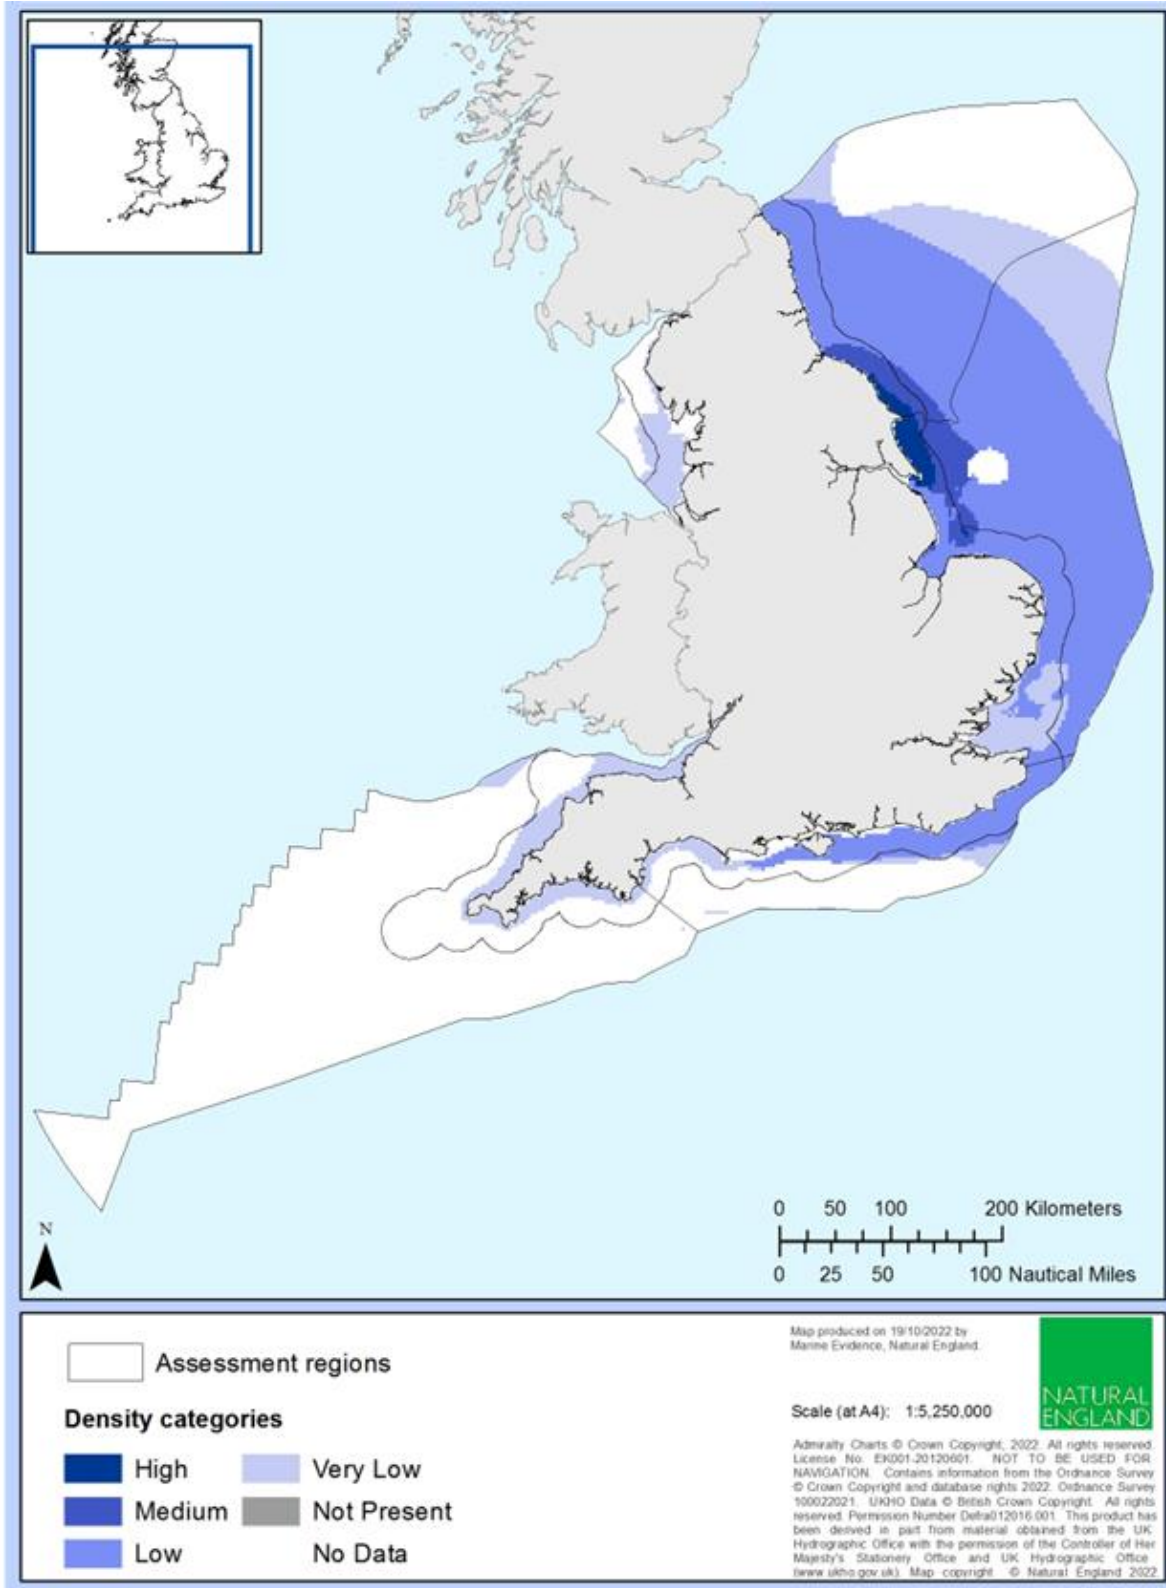 N
0 50 100 200 Kilometers
0 25 50 100 Nautical Miles
Assessment regions
Density categories
High
Medium
Low
Very Low
Not Present
No Data
Map produced on 19/10/2022 by
Marine Evidence, Natural England.
Scale (at A4): 1:5,250,000
NATURAL
ENGLAND
Admiralty Charts © Crown Copyright, 2022. All rights reserved.
License No. EK001-20120601. NOT TO BE USED FOR
NAVIGATION. Contains information from the Ordnance Survey
© Crown Copyright and database rights 2022. Ordnance Survey
100022021. UKHO Data © British Crown Copyright. All rights
reserved. Permission Number Defra012016.001. This product has
been derived in part from material obtained from the UK
Hydrographic Office with the permission of the Controller of Her
Majesty's Stationery Office and UK Hydrographic Office
(www.ukho.gov.uk). Map copyright © Natural England 2022